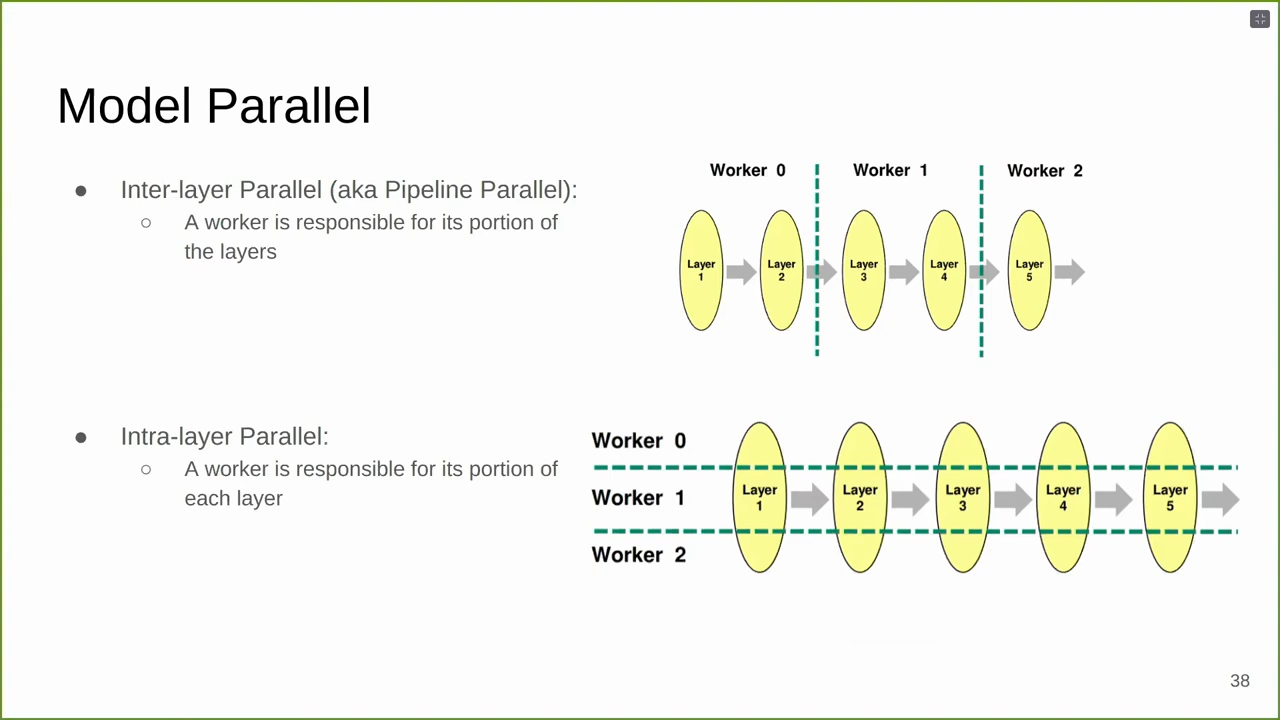 Model Parallel
● Inter-layer Parallel (aka Pipeline Parallel):
○ A worker is responsible for its portion of
the layers
Worker 0 Worker 1 Worker 2
Layer 1
Layer 2
Layer 3
Layer 4
Layer 5
● Intra-layer Parallel:
○ A worker is responsible for its portion of
each layer
Worker 0
Worker 1
Worker 2
Layer 1
Layer 2
Layer 3
Layer 4
Layer 5
38